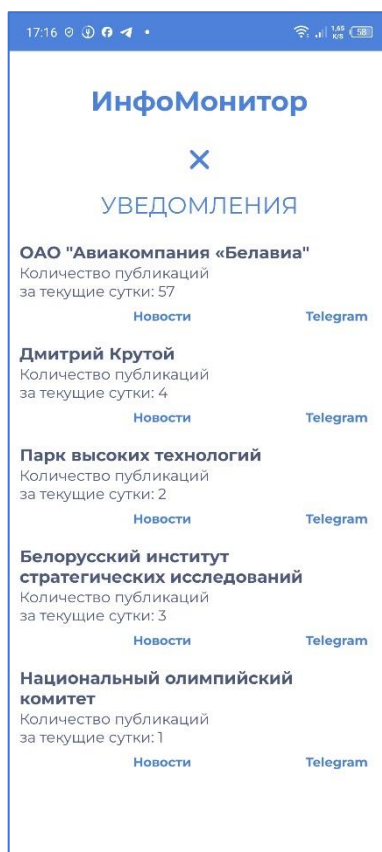 17:16
1,65
K/S
58
ИнфоМонитор
УВЕДОМЛЕНИЯ
ОАО "Авиакомпания «Белавиа"
Количество публикаций
за текущие сутки: 57
Новости Telegram
Дмитрий Крутой
Количество публикаций
за текущие сутки: 4
Новости Telegram
Парк высоких технологий
Количество публикаций
за текущие сутки: 2
Новости Telegram
Белорусский институт
стратегических исследований
Количество публикаций
за текущие сутки: 3
Новости Telegram
Национальный олимпийский
комитет
Количество публикаций
за текущие сутки: 1
Новости Telegram